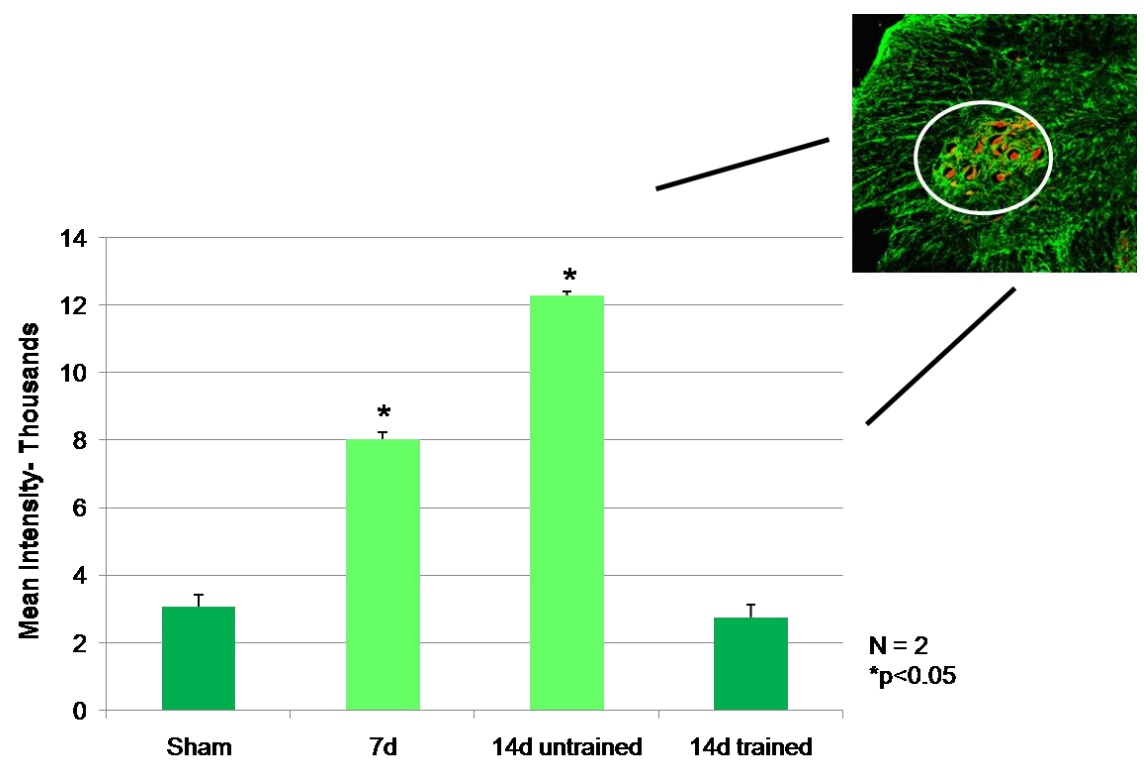 Mean Intensity- Thousands
14
12
10
8
6
4
2
0
*
*
Sham
7d
14d untrained
14d trained
N = 2
*p<0.05